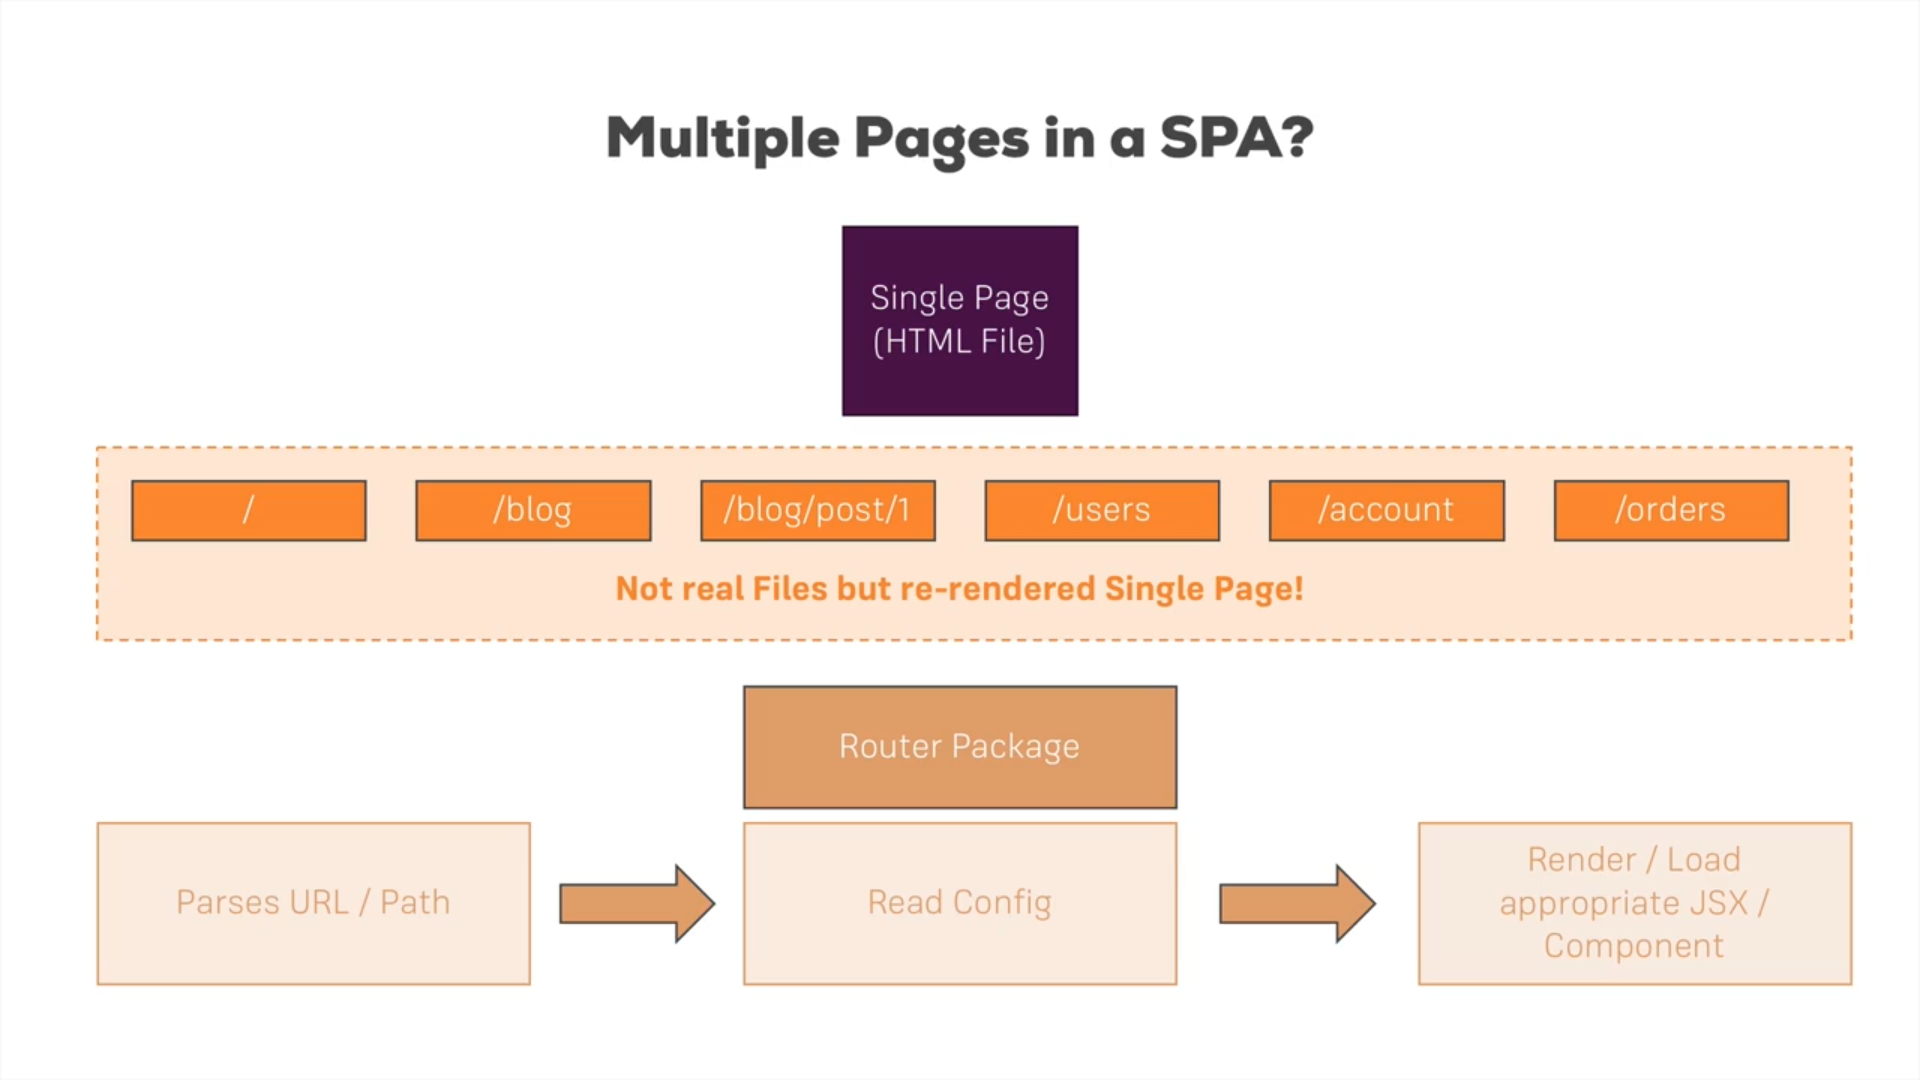 Multiple Pages in a SPA?
Single Page
(HTML File)
/
/blog
/blog/post/1
/users
/account
/orders
Not real Files but re-rendered Single Page!
Router Package
Parses URL / Path
Read Config
Render / Load
appropriate JSX /
Component